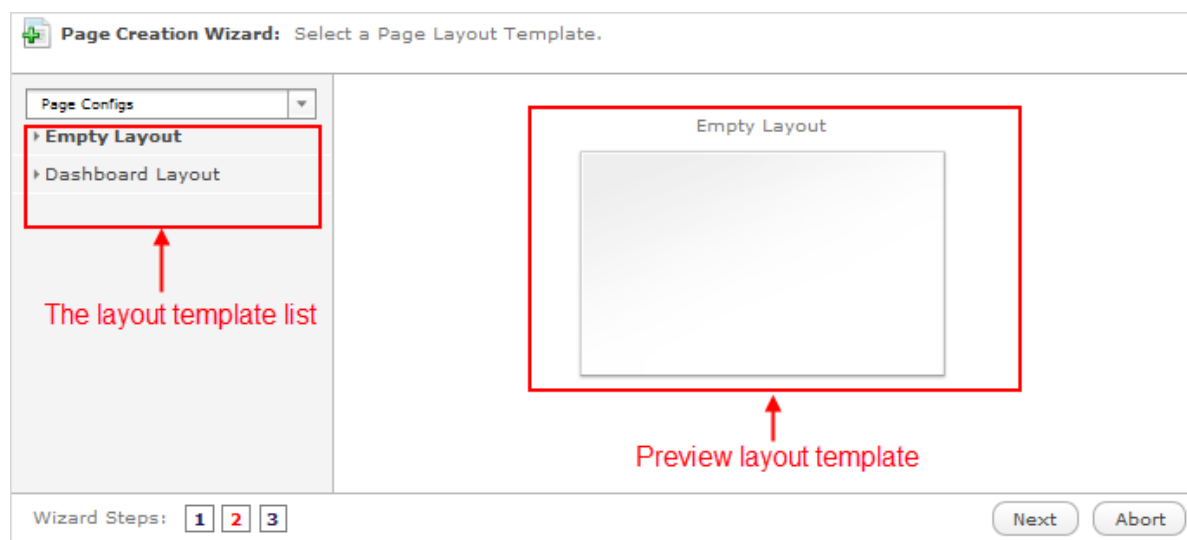 Page Creation Wizard: Select a Page Layout Template.
Page Configs
Empty Layout
Dashboard Layout
The layout template list
Empty Layout
Preview layout template
Wizard Steps: 1 2 3
Next Abort